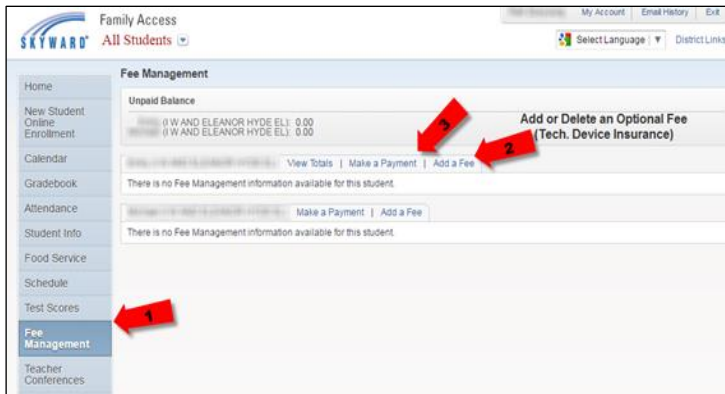 SKYWARD®
Family Access
All Students
My Account | Email History | Exit
Select Language ▼ District Links
Home
New Student
Online
Enrollment
Calendar
Gradebook
Attendance
Student Info
Food Service
Schedule
Test Scores
Fee
Management
Teacher
Conferences
Fee Management
Unpaid Balance
(I W AND ELEANOR HYDE EL): 0.00
(I W AND ELEANOR HYDE EL): 0.00
Add or Delete an Optional Fee
(Tech. Device Insurance)
3
2
View Totals | Make a Payment | Add a Fee
There is no Fee Management information available for this student.
Make a Payment | Add a Fee
There is no Fee Management information available for this student.
1